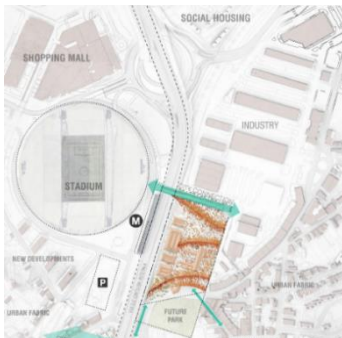 SOCIAL HOUSING
SHOPPING MALL
INDUSTRY
STADIUM
M
NEW DEVELOPMENTS
P
URBAN FABRIC
URBAN FABRIC
FUTURE
PARK